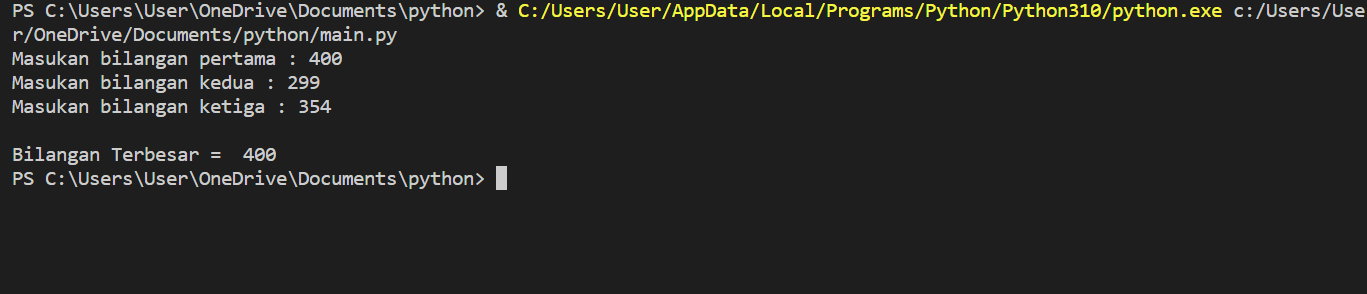 PS C:\Users\User\OneDrive\Documents\python> & C:/Users/User/AppData/Local/Programs/Python/Python310/python.exe c:/Users/Use
r/OneDrive/Documents/python/main.py
Masukan bilangan pertama : 400
Masukan bilangan kedua : 299
Masukan bilangan ketiga : 354
Bilangan Terbesar =  400
PS C:\Users\User\OneDrive\Documents\python>